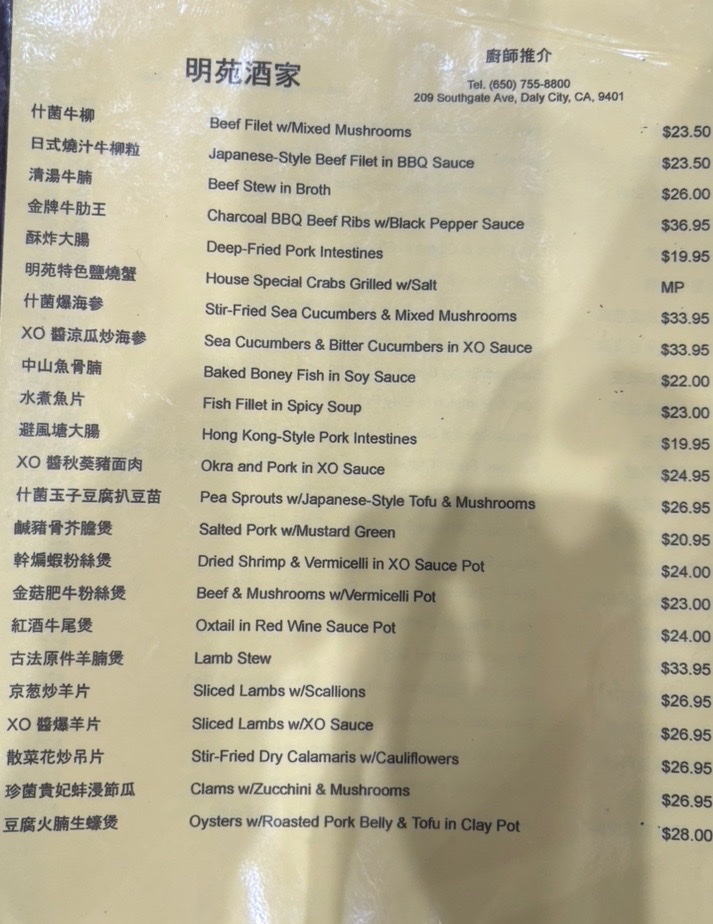 明苑酒家
廚師推介
Tel. (650) 755-8800
209 Southgate Ave, Daly City, CA, 9401
什菌牛柳 Beef Filet w/Mixed Mushrooms $23.50
日式燒汁牛柳粒 Japanese-Style Beef Filet in BBQ Sauce $23.50
清湯牛腩 Beef Stew in Broth $26.00
金牌牛肋王 Charcoal BBQ Beef Ribs w/Black Pepper Sauce $36.95
酥炸大腸 Deep-Fried Pork Intestines $19.95
明苑特色鹽燒蟹 House Special Crabs Grilled w/Salt MP
什菌爆海參 Stir-Fried Sea Cucumbers & Mixed Mushrooms $33.95
XO 醬涼瓜炒海參 Sea Cucumbers & Bitter Cucumbers in XO Sauce $33.95
中山魚骨腩 Baked Boney Fish in Soy Sauce $22.00
水煮魚片 Fish Fillet in Spicy Soup $23.00
避風塘大腸 Hong Kong-Style Pork Intestines $19.95
XO 醬秋葵豬面肉 Okra and Pork in XO Sauce $24.95
什菌玉子豆腐扒豆苗 Pea Sprouts w/Japanese-Style Tofu & Mushrooms $26.95
鹹豬骨芥膽煲 Salted Pork w/Mustard Green $20.95
幹煸蝦粉絲煲 Dried Shrimp & Vermicelli in XO Sauce Pot $24.00
金菇肥牛粉絲煲 Beef & Mushrooms w/Vermicelli Pot $23.00
紅酒牛尾煲 Oxtail in Red Wine Sauce Pot $24.00
古法原件羊腩煲 Lamb Stew $33.95
京葱炒羊片 Sliced Lambs w/Scallions $26.95
XO 醬爆羊片 Sliced Lambs w/XO Sauce $26.95
散菜花炒吊片 Stir-Fried Dry Calamaris w/Cauliflowers $26.95
珍菌貴妃蚌浸節瓜 Clams w/Zucchini & Mushrooms $26.95
豆腐火腩生蠔煲 Oysters w/Roasted Pork Belly & Tofu in Clay Pot $28.00